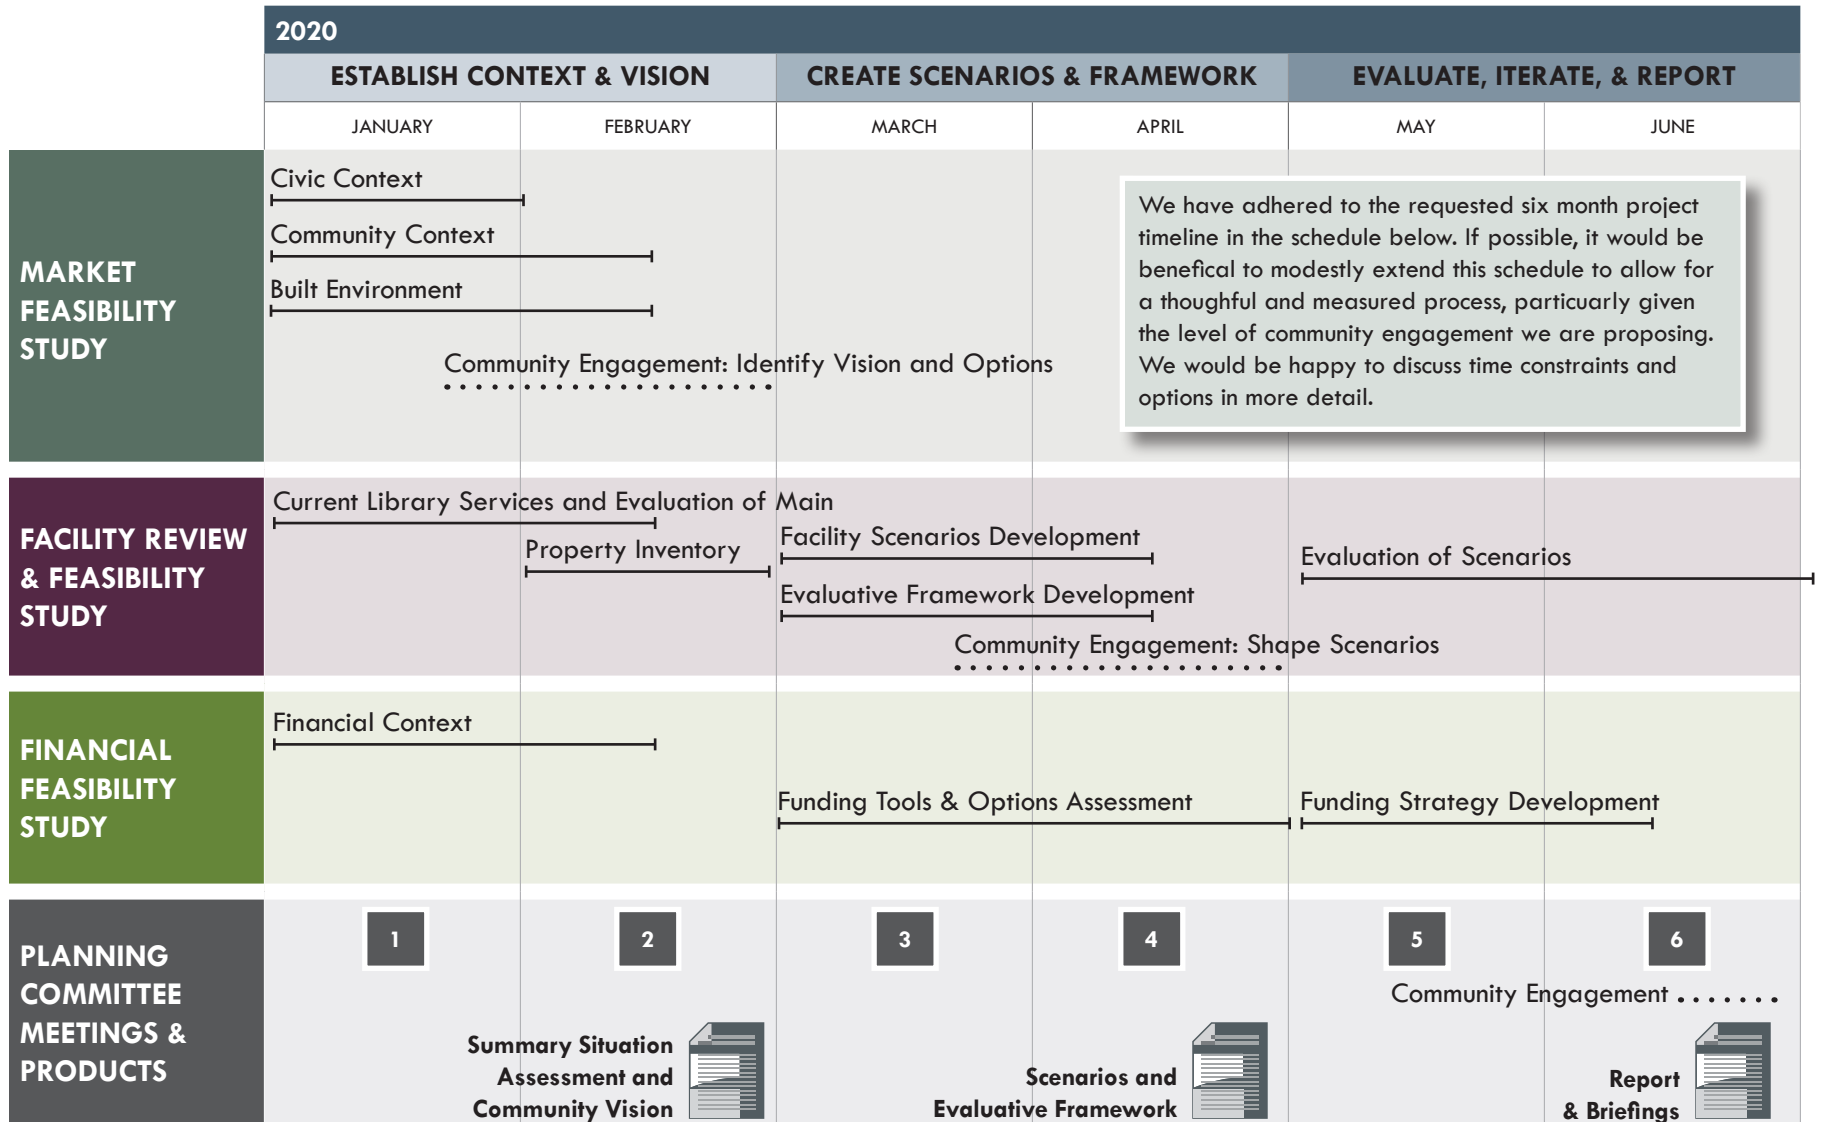 2020
ESTABLISH CONTEXT & VISION
CREATE SCENARIOS & FRAMEWORK
EVALUATE, ITERATE, & REPORT
JANUARY
FEBRUARY
MARCH
APRIL
MAY
JUNE
MARKET
FEASIBILITY
STUDY
Civic Context
Community Context
Built Environment
Community Engagement: Identify Vision and Options
We have adhered to the requested six month project
timeline in the schedule below. If possible, it would be
benefical to modestly extend this schedule to allow for
a thoughtful and measured process, particuarly given
the level of community engagement we are proposing.
We would be happy to discuss time constraints and
options in more detail.
FACILITY REVIEW
& FEASIBILITY
STUDY
Current Library Services and Evaluation of Main
Property Inventory
Facility Scenarios Development
Evaluative Framework Development
Community Engagement: Shape Scenarios
Evaluation of Scenarios
FINANCIAL
FEASIBILITY
STUDY
Financial Context
Funding Tools & Options Assessment
Funding Strategy Development
PLANNING
COMMITTEE
MEETINGS &
PRODUCTS
1
2
3
4
5
6
Community Engagement
Summary Situation
Assessment and
Community Vision
Scenarios and
Evaluative Framework
Report
& Briefings